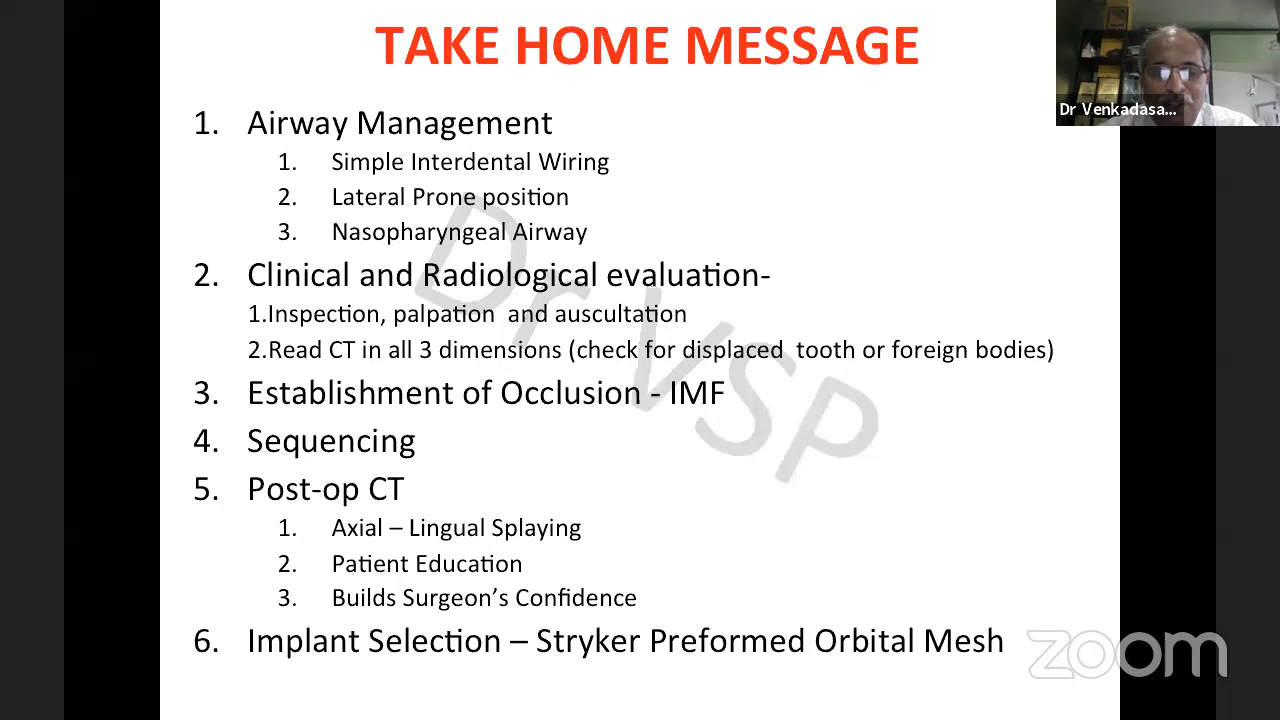 TAKE HOME MESSAGE
Dr Venkadasa...
1. Airway Management
1. Simple Interdental Wiring
2. Lateral Prone position
3. Nasopharyngeal Airway
2. Clinical and Radiological evaluation-
1.Inspection, palpation and auscultation
2.Read CT in all 3 dimensions (check for displaced tooth or foreign bodies)
3. Establishment of Occlusion - IMF
4. Sequencing
5. Post-op CT
1. Axial – Lingual Splaying
2. Patient Education
3. Builds Surgeon’s Confidence
6. Implant Selection – Stryker Preformed Orbital Mesh
Dr VSP
zoom